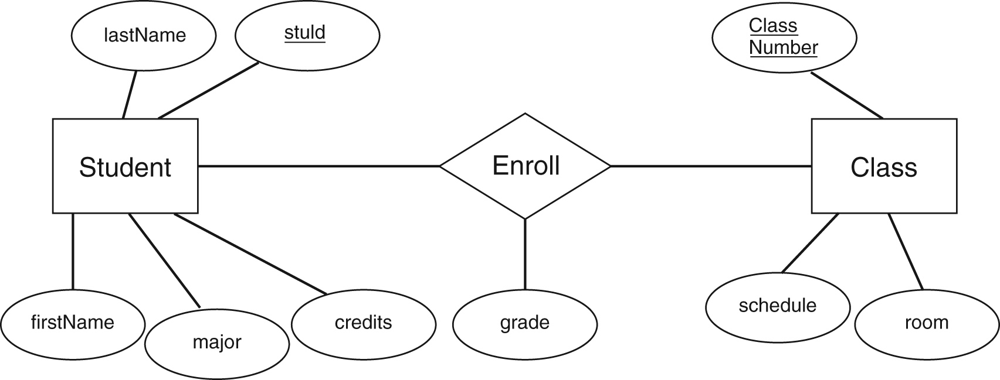 lastName
stuId
Class
Number
Student
Enroll
Class
firstName
major
credits
grade
schedule
room